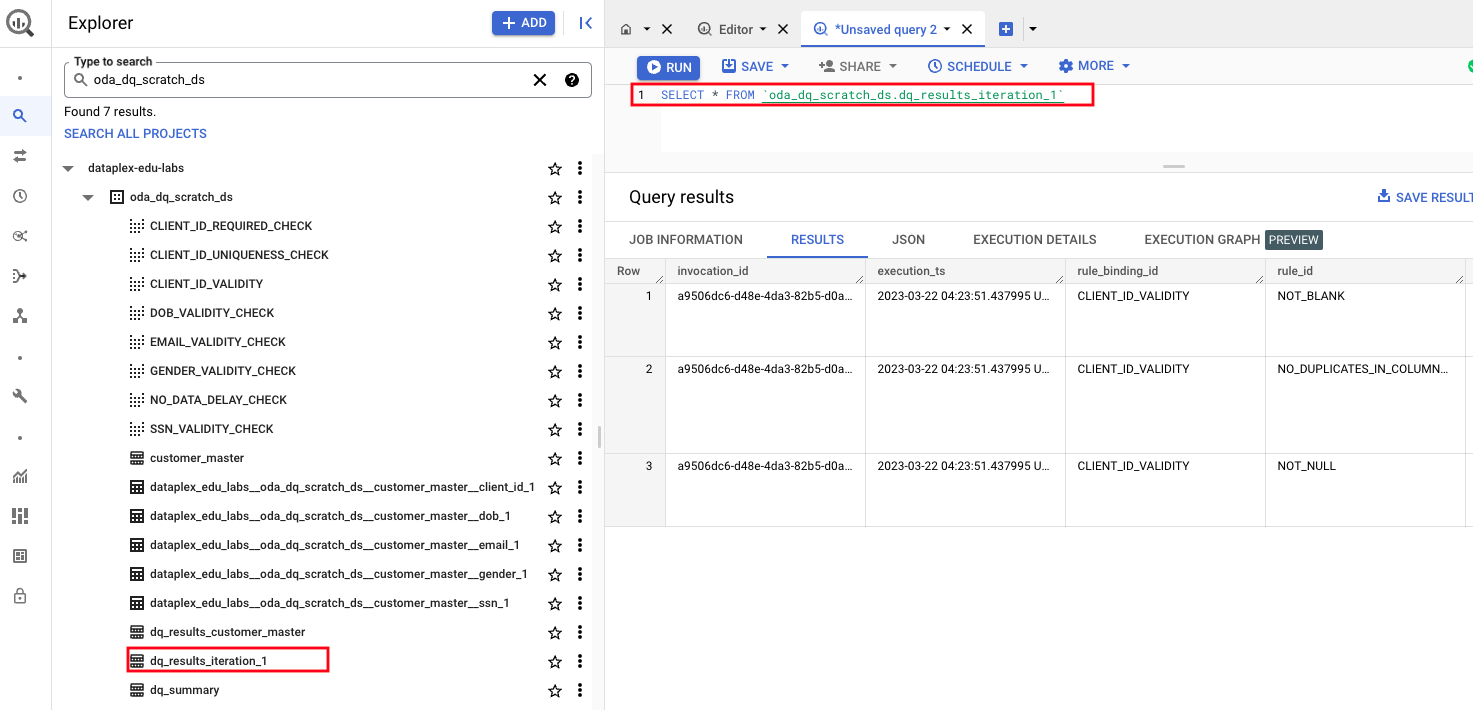 Explorer
+ ADD
Type to search
oda_dq_scratch_ds
Found 7 results.
SEARCH ALL PROJECTS
dataplex-edu-labs
oda_dq_scratch_ds
CLIENT_ID_REQUIRED_CHECK
CLIENT_ID_UNIQUENESS_CHECK
CLIENT_ID_VALIDITY
DOB_VALIDITY_CHECK
EMAIL_VALIDITY_CHECK
GENDER_VALIDITY_CHECK
NO_DATA_DELAY_CHECK
SSN_VALIDITY_CHECK
customer_master
dataplex_edu_labs__oda_dq_scratch_ds__customer_master__client_id_1
dataplex_edu_labs__oda_dq_scratch_ds__customer_master__dob_1
dataplex_edu_labs__oda_dq_scratch_ds__customer_master__email_1
dataplex_edu_labs__oda_dq_scratch_ds__customer_master__gender_1
dataplex_edu_labs__oda_dq_scratch_ds__customer_master__ssn_1
dq_results_customer_master
dq_results_iteration_1
dq_summary
Editor *Unsaved query 2
RUN SAVE SHARE SCHEDULE MORE
1 SELECT * FROM `oda_dq_scratch_ds.dq_results_iteration_1`
Query results SAVE RESULT
JOB INFORMATION RESULTS JSON EXECUTION DETAILS EXECUTION GRAPH PREVIEW
Row invocation_id execution_ts rule_binding_id rule_id
1 a9506dc6-d48e-4da3-82b5-d0a... 2023-03-22 04:23:51.437995 U... CLIENT_ID_VALIDITY NOT_BLANK
2 a9506dc6-d48e-4da3-82b5-d0a... 2023-03-22 04:23:51.437995 U... CLIENT_ID_VALIDITY NO_DUPLICATES_IN_COLUMN...
3 a9506dc6-d48e-4da3-82b5-d0a... 2023-03-22 04:23:51.437995 U... CLIENT_ID_VALIDITY NOT_NULL